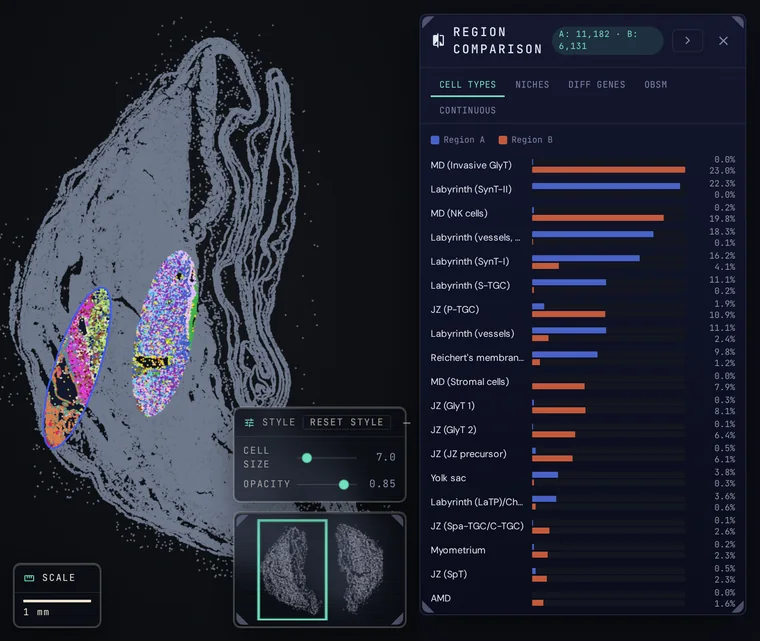 REGION
COMPARISON
A: 11,182 · B:
6,131
CELL TYPES NICHES DIFF GENES OBSM
CONTINUOUS
Region A Region B
MD (Invasive GlyT) 0.0%
23.0%
Labyrinth (SynT-II) 22.3%
0.0%
MD (NK cells) 0.2%
19.8%
Labyrinth (vessels, ... 18.3%
0.1%
Labyrinth (SynT-I) 16.2%
4.1%
Labyrinth (S-TGC) 11.1%
0.2%
JZ (P-TGC) 1.9%
10.9%
Labyrinth (vessels) 11.1%
2.4%
Reichert's membran... 9.8%
1.2%
MD (Stromal cells) 0.0%
7.9%
JZ (GlyT 1) 0.3%
8.1%
JZ (GlyT 2) 0.1%
6.4%
JZ (JZ precursor) 0.5%
6.1%
Yolk sac 3.8%
0.3%
Labyrinth (LaTP)/Ch... 3.6%
0.6%
JZ (Spa-TGC/C-TGC) 0.1%
2.6%
Myometrium 0.2%
2.3%
JZ (SpT) 0.5%
2.3%
AMD 0.0%
1.6%
STYLE RESET STYLE
CELL
SIZE 7.0
OPACITY 0.85
SCALE
1 mm